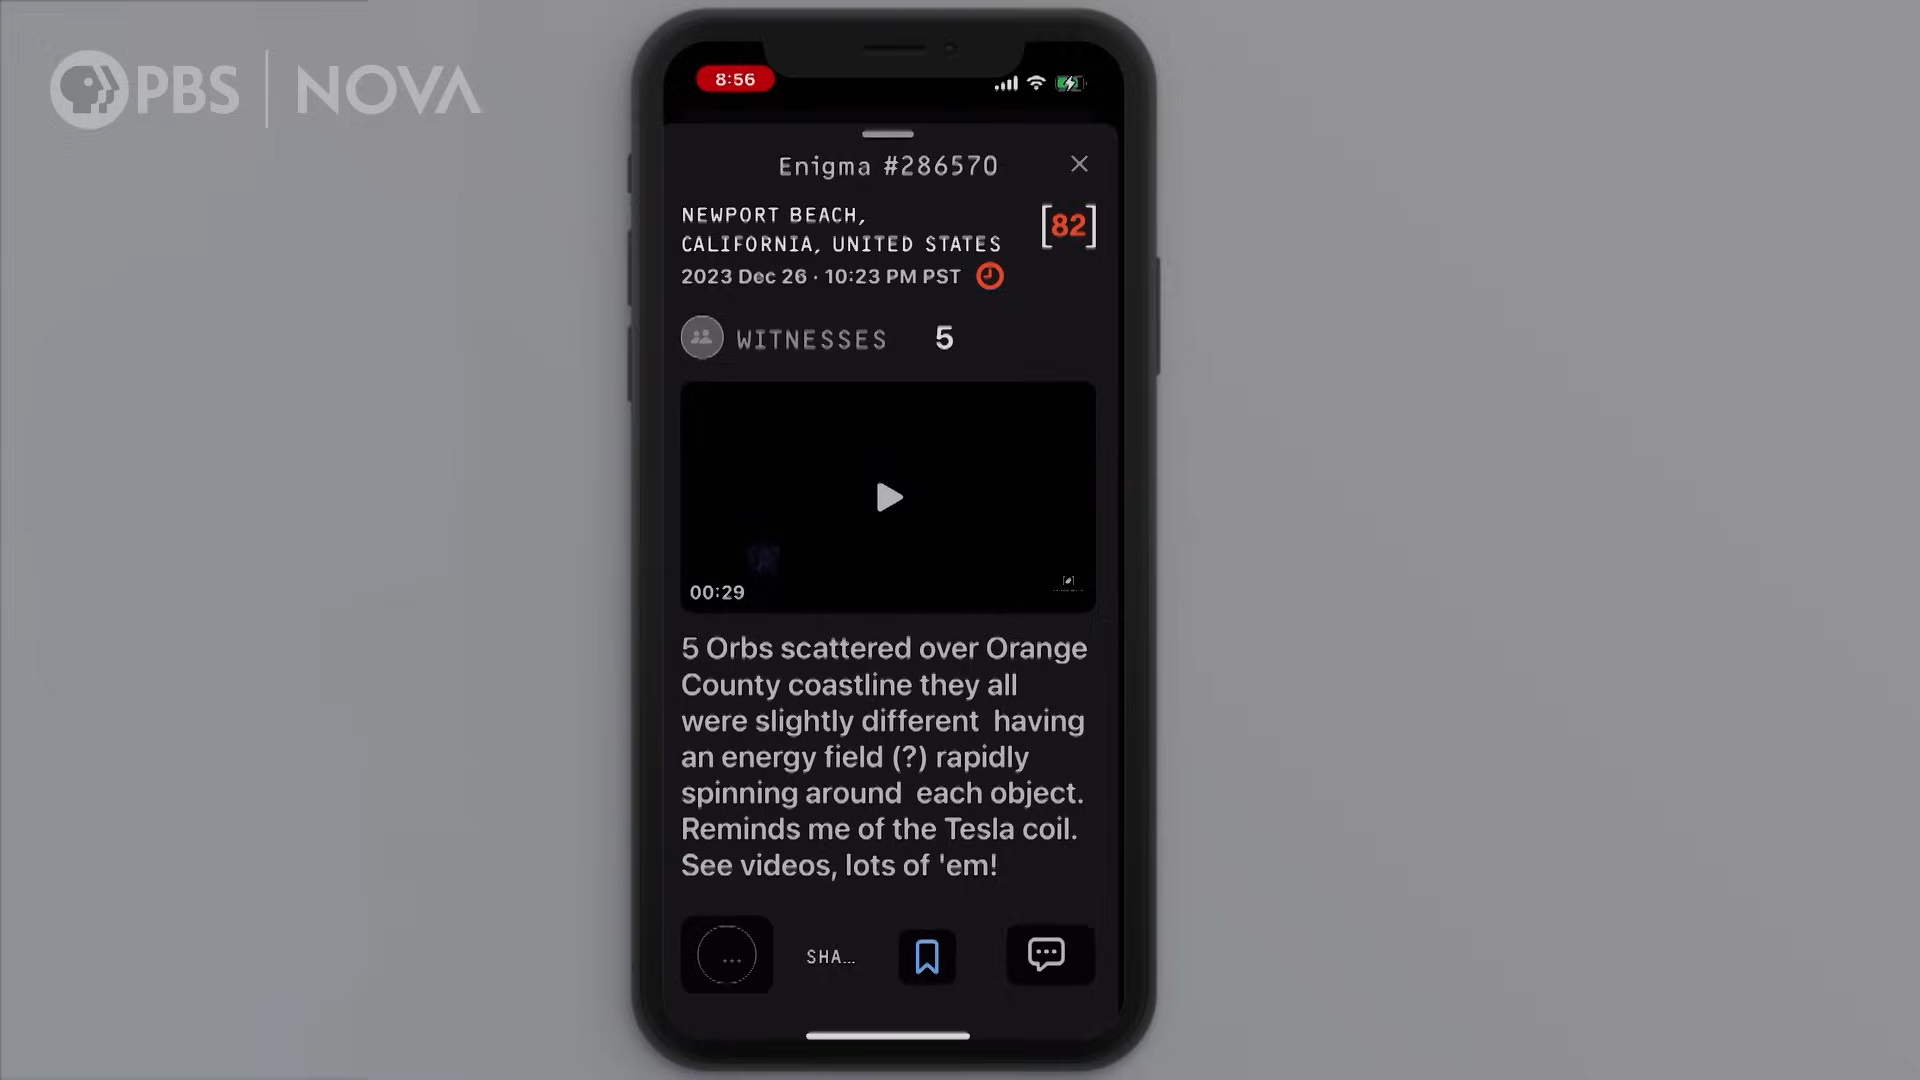 PBS | NOVA
8:56
Enigma #286570
NEWPORT BEACH,
CALIFORNIA, UNITED STATES
[82]
2023 Dec 26 · 10:23 PM PST
WITNESSES 5
00:29
5 Orbs scattered over Orange
County coastline they all
were slightly different having
an energy field (?) rapidly
spinning around each object.
Reminds me of the Tesla coil.
See videos, lots of 'em!
SHA...